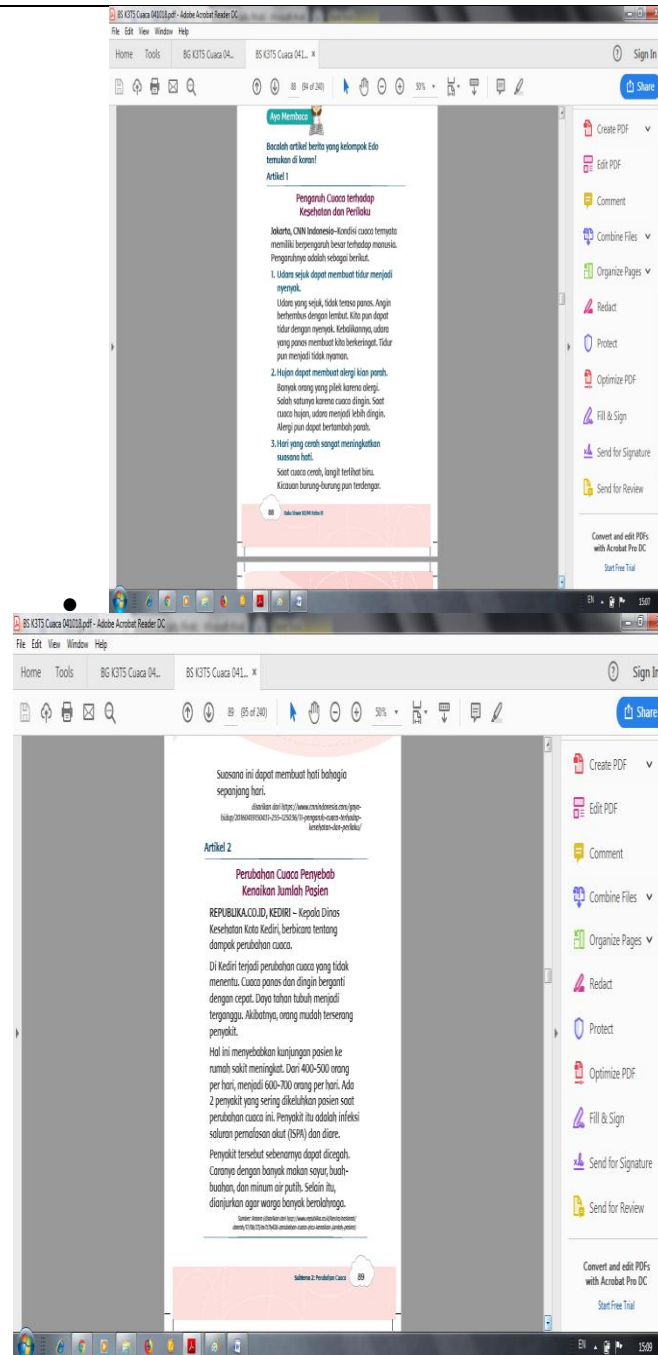 BS K3T5 Cuaca 041018.pdf - Adobe Acrobat Reader DC
File Edit View Window Help
Home Tools BG K3T5 Cuaca 04... BS K3T5 Cuaca 041... ×
Sign In
88 (94 of 240) 50%
Share
Ayo Membaca
Bacalah artikel berita yang kelompok Edo
temukan di koran!
Artikel 1
Pengaruh Cuaca terhadap
Kesehatan dan Perilaku
Jakarta, CNN Indonesia–Kondisi cuaca ternyata
memiliki berpengaruh besar terhadap manusia.
Pengaruhnya adalah sebagai berikut.
1. Udara sejuk dapat membuat tidur menjadi
nyenyak.
Udara yang sejuk, tidak terasa panas. Angin
berhembus dengan lembut. Kita pun dapat
tidur dengan nyenyak. Kebalikannya, udara
yang panas membuat kita berkeringat. Tidur
pun menjadi tidak nyaman.
2. Hujan dapat membuat alergi kian parah.
Banyak orang yang pilek karena alergi.
Salah satunya karena cuaca dingin. Saat
cuaca hujan, udara menjadi lebih dingin.
Alergi pun dapat bertambah parah.
3. Hari yang cerah sangat meningkatkan
suasana hati.
Saat cuaca cerah, langit terlihat biru.
Kicauan burung-burung pun terdengar.
88 Buku Siswa SD/MI Kelas III
Create PDF
Edit PDF
Comment
Combine Files
Organize Pages
Redact
Protect
Optimize PDF
Fill & Sign
Send for Signature
Send for Review
Convert and edit PDFs
with Acrobat Pro DC
Start Free Trial
EN 15:07
BS K3T5 Cuaca 041018.pdf - Adobe Acrobat Reader DC
File Edit View Window Help
Home Tools BG K3T5 Cuaca 04... BS K3T5 Cuaca 041... ×
Sign In
89 (95 of 240) 50%
Share
Suasana ini dapat membuat hati bahagia
sepanjang hari.
Artikel 2
Perubahan Cuaca Penyebab
Kenaikan Jumlah Pasien
REPUBLIKA.CO.ID, KEDIRI – Kepala Dinas
Kesehatan Kota Kediri, berbicara tentang
dampak perubahan cuaca.
Di Kediri terjadi perubahan cuaca yang tidak
menentu. Cuaca panas dan dingin berganti
dengan cepat. Daya tahan tubuh menjadi
terganggu. Akibatnya, orang mudah terserang
penyakit.
Hal ini menyebabkan kunjungan pasien ke
rumah sakit meningkat. Dari 400-500 orang
per hari, menjadi 600-700 orang per hari. Ada
2 penyakit yang sering dikeluhkan pasien saat
perubahan cuaca ini. Penyakit itu adalah infeksi
saluran pernafasan akut (ISPA) dan diare.
Penyakit tersebut sebenarnya dapat dicegah.
Caranya dengan banyak makan sayur, buah-
buahan, dan minum air putih. Selain itu,
dianjurkan agar warga banyak berolahraga.
Subtema 2: Perubahan Cuaca 89
Create PDF
Edit PDF
Comment
Combine Files
Organize Pages
Redact
Protect
Optimize PDF
Fill & Sign
Send for Signature
Send for Review
Convert and edit PDFs
with Acrobat Pro DC
Start Free Trial
EN 15:09